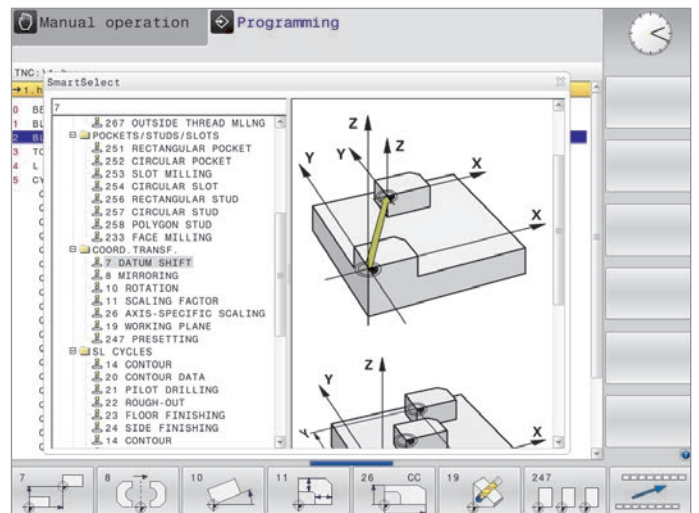 Manual operation
Programming
TNC:\
SmartSelect
→1.h
7
0 BE
1 BL
2 BL
3 TO
4 L
5 CY
267 OUTSIDE THREAD MLLNG
POCKETS/STUDS/SLOTS
251 RECTANGULAR POCKET
252 CIRCULAR POCKET
253 SLOT MILLING
254 CIRCULAR SLOT
256 RECTANGULAR STUD
257 CIRCULAR STUD
258 POLYGON STUD
233 FACE MILLING
COORD.TRANSF.
7 DATUM SHIFT
8 MIRRORING
10 ROTATION
11 SCALING FACTOR
26 AXIS-SPECIFIC SCALING
19 WORKING PLANE
247 PRESETTING
SL CYCLES
14 CONTOUR
20 CONTOUR DATA
21 PILOT DRILLING
22 ROUGH-OUT
23 FLOOR FINISHING
24 SIDE FINISHING
14 CONTOUR
Z
Z
Y
Y
X
X
Z
Y
Y
X
7
8
10
11
26 CC
19
247